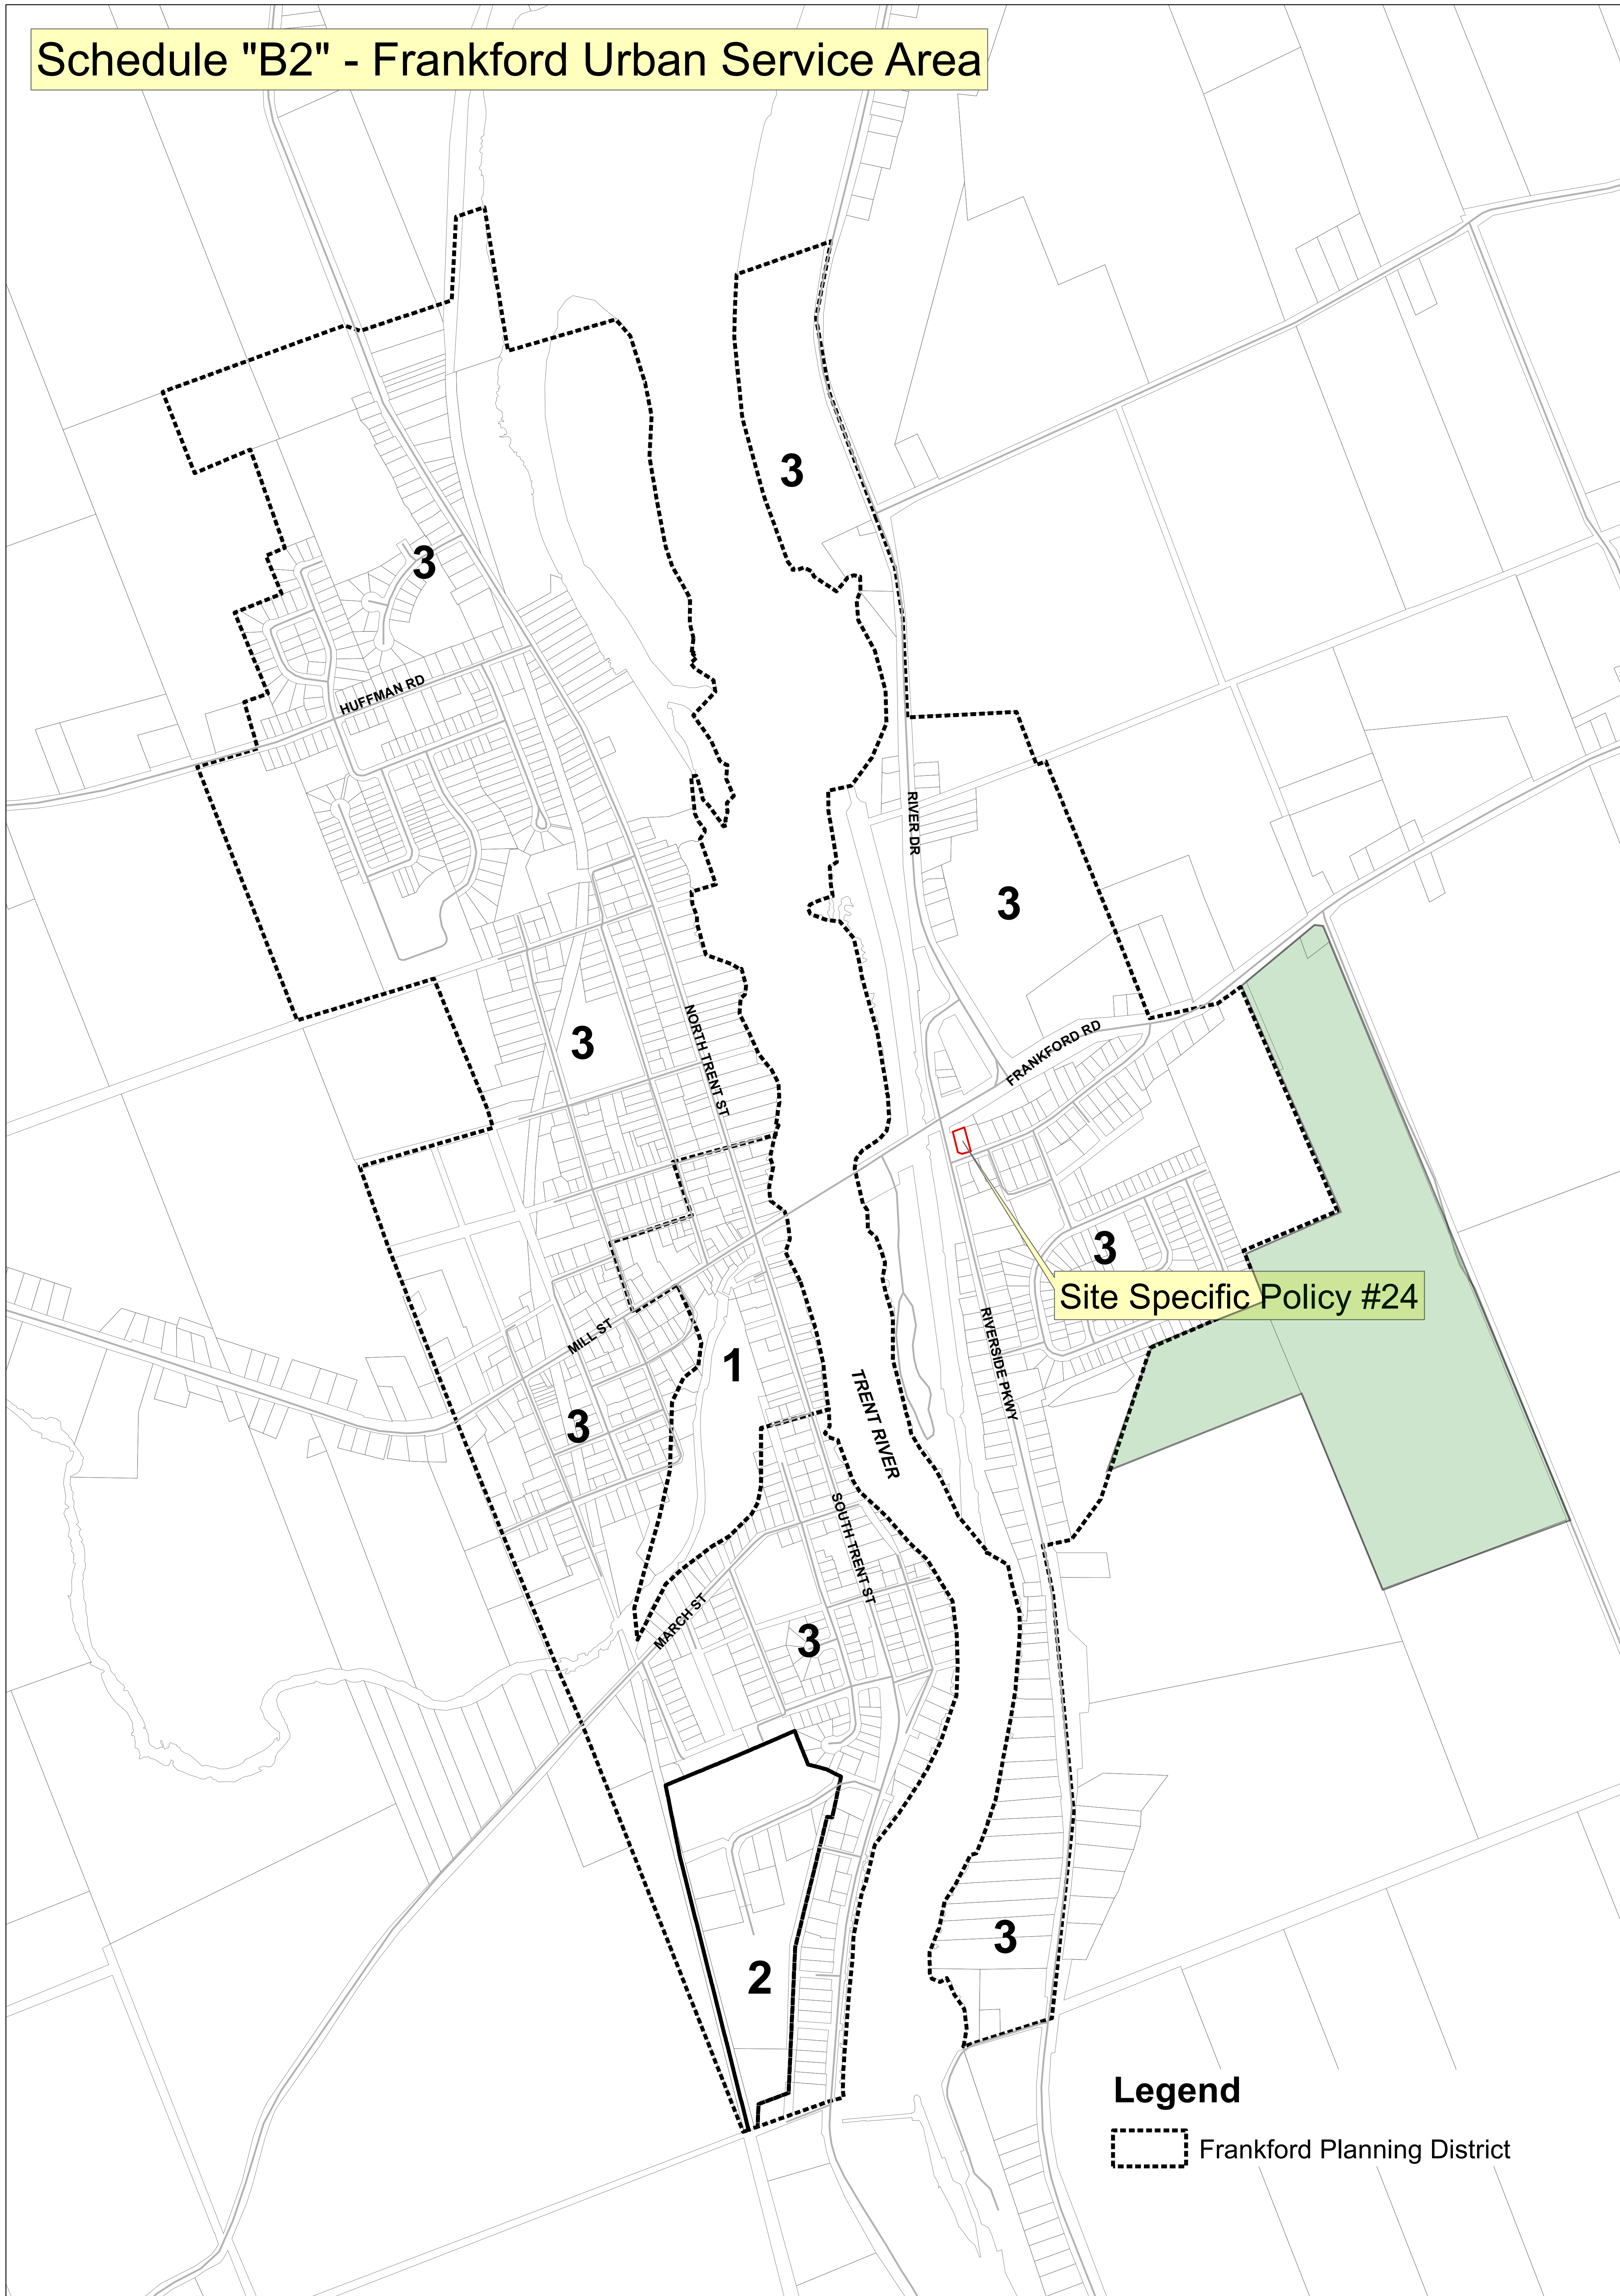 Schedule "B2" - Frankford Urban Service Area
3
3
HUFFMAN RD
RIVER DR
3
3
NORTH TRENT ST
FRANKFORD RD
3
Site Specific Policy #24
MILL ST
1
RIVERSIDE PKWY
TRENT RIVER
3
SOUTH TRENT ST
MARCH ST
3
3
2
Legend
Frankford Planning District